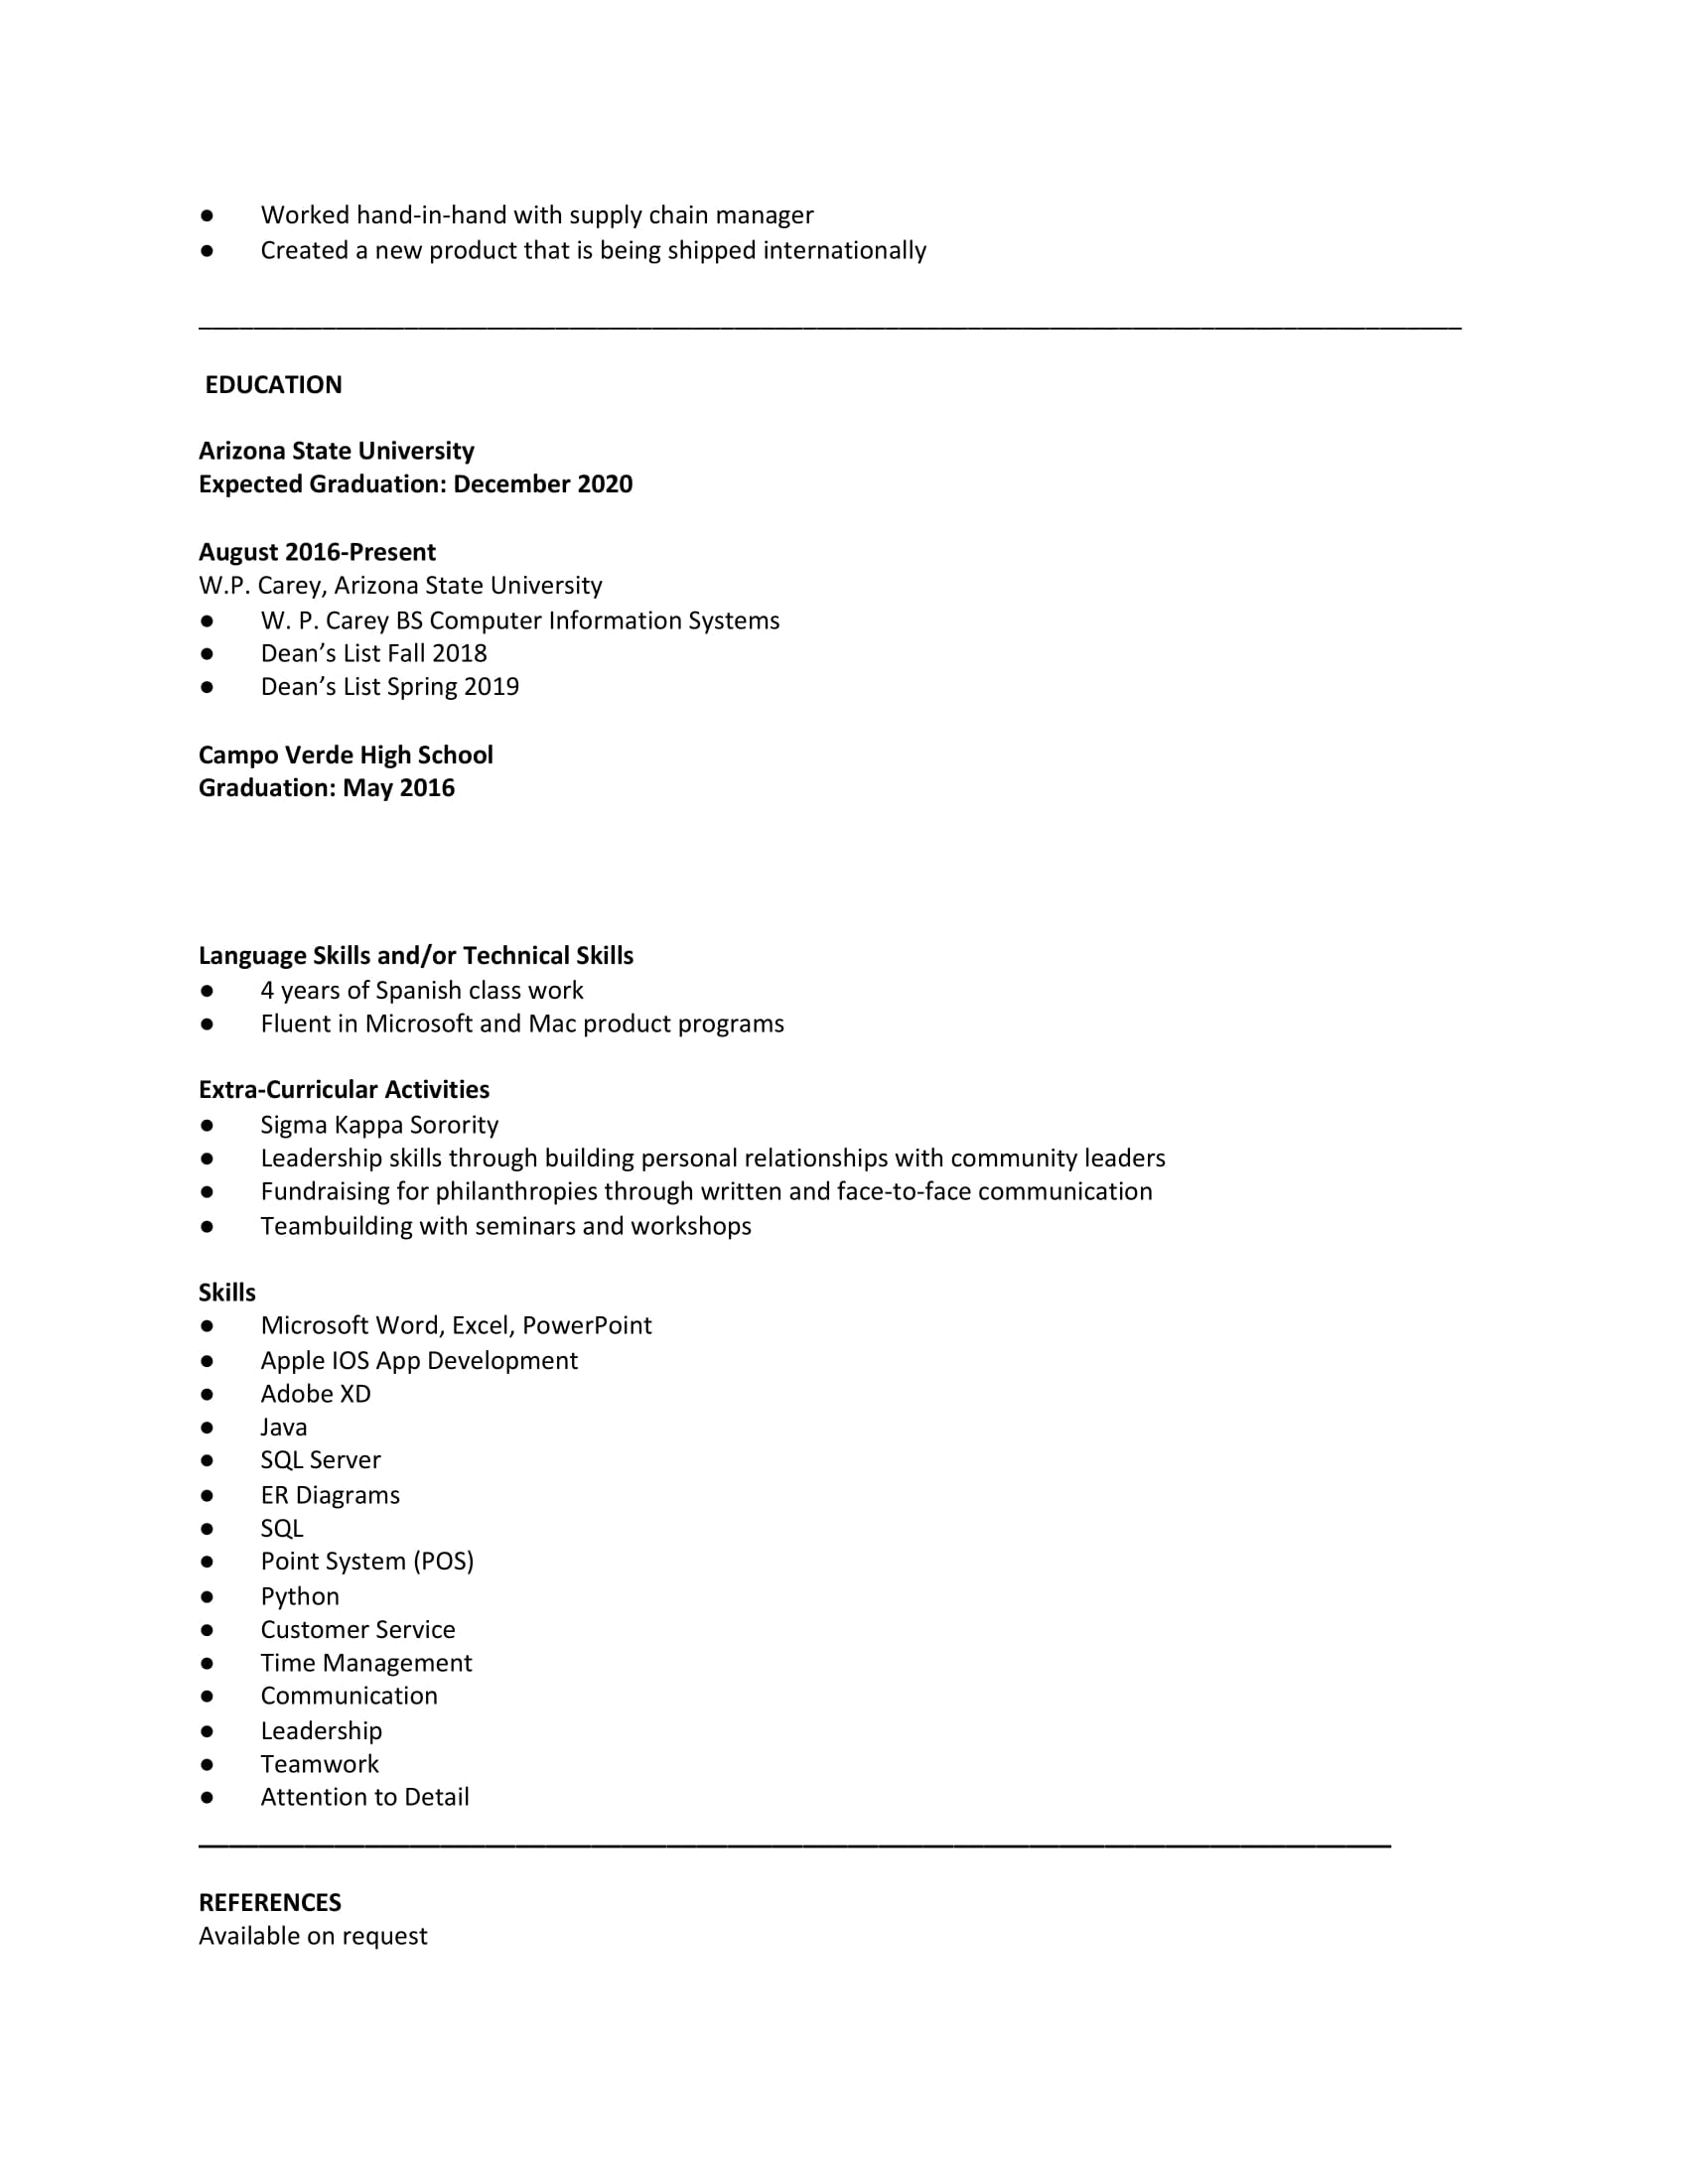 ● Worked hand-in-hand with supply chain manager
● Created a new product that is being shipped internationally
EDUCATION
Arizona State University
Expected Graduation: December 2020
August 2016-Present
W.P. Carey, Arizona State University
● W. P. Carey BS Computer Information Systems
● Dean’s List Fall 2018
● Dean’s List Spring 2019
Campo Verde High School
Graduation: May 2016
Language Skills and/or Technical Skills
● 4 years of Spanish class work
● Fluent in Microsoft and Mac product programs
Extra-Curricular Activities
● Sigma Kappa Sorority
● Leadership skills through building personal relationships with community leaders
● Fundraising for philanthropies through written and face-to-face communication
● Teambuilding with seminars and workshops
Skills
● Microsoft Word, Excel, PowerPoint
● Apple IOS App Development
● Adobe XD
● Java
● SQL Server
● ER Diagrams
● SQL
● Point System (POS)
● Python
● Customer Service
● Time Management
● Communication
● Leadership
● Teamwork
● Attention to Detail
REFERENCES
Available on request